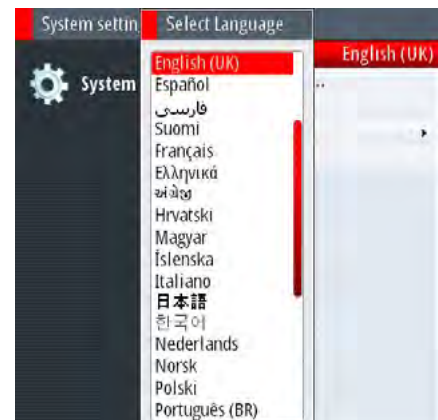 System settin
Select Language
English (UK)
System
English (UK)
Español
..
فارسی
Suomi
Français
Ελληνικά
અંગ્રેજી
Hrvatski
Magyar
Íslenska
Italiano
日本語
한국어
Nederlands
Norsk
Polski
Português (BR)